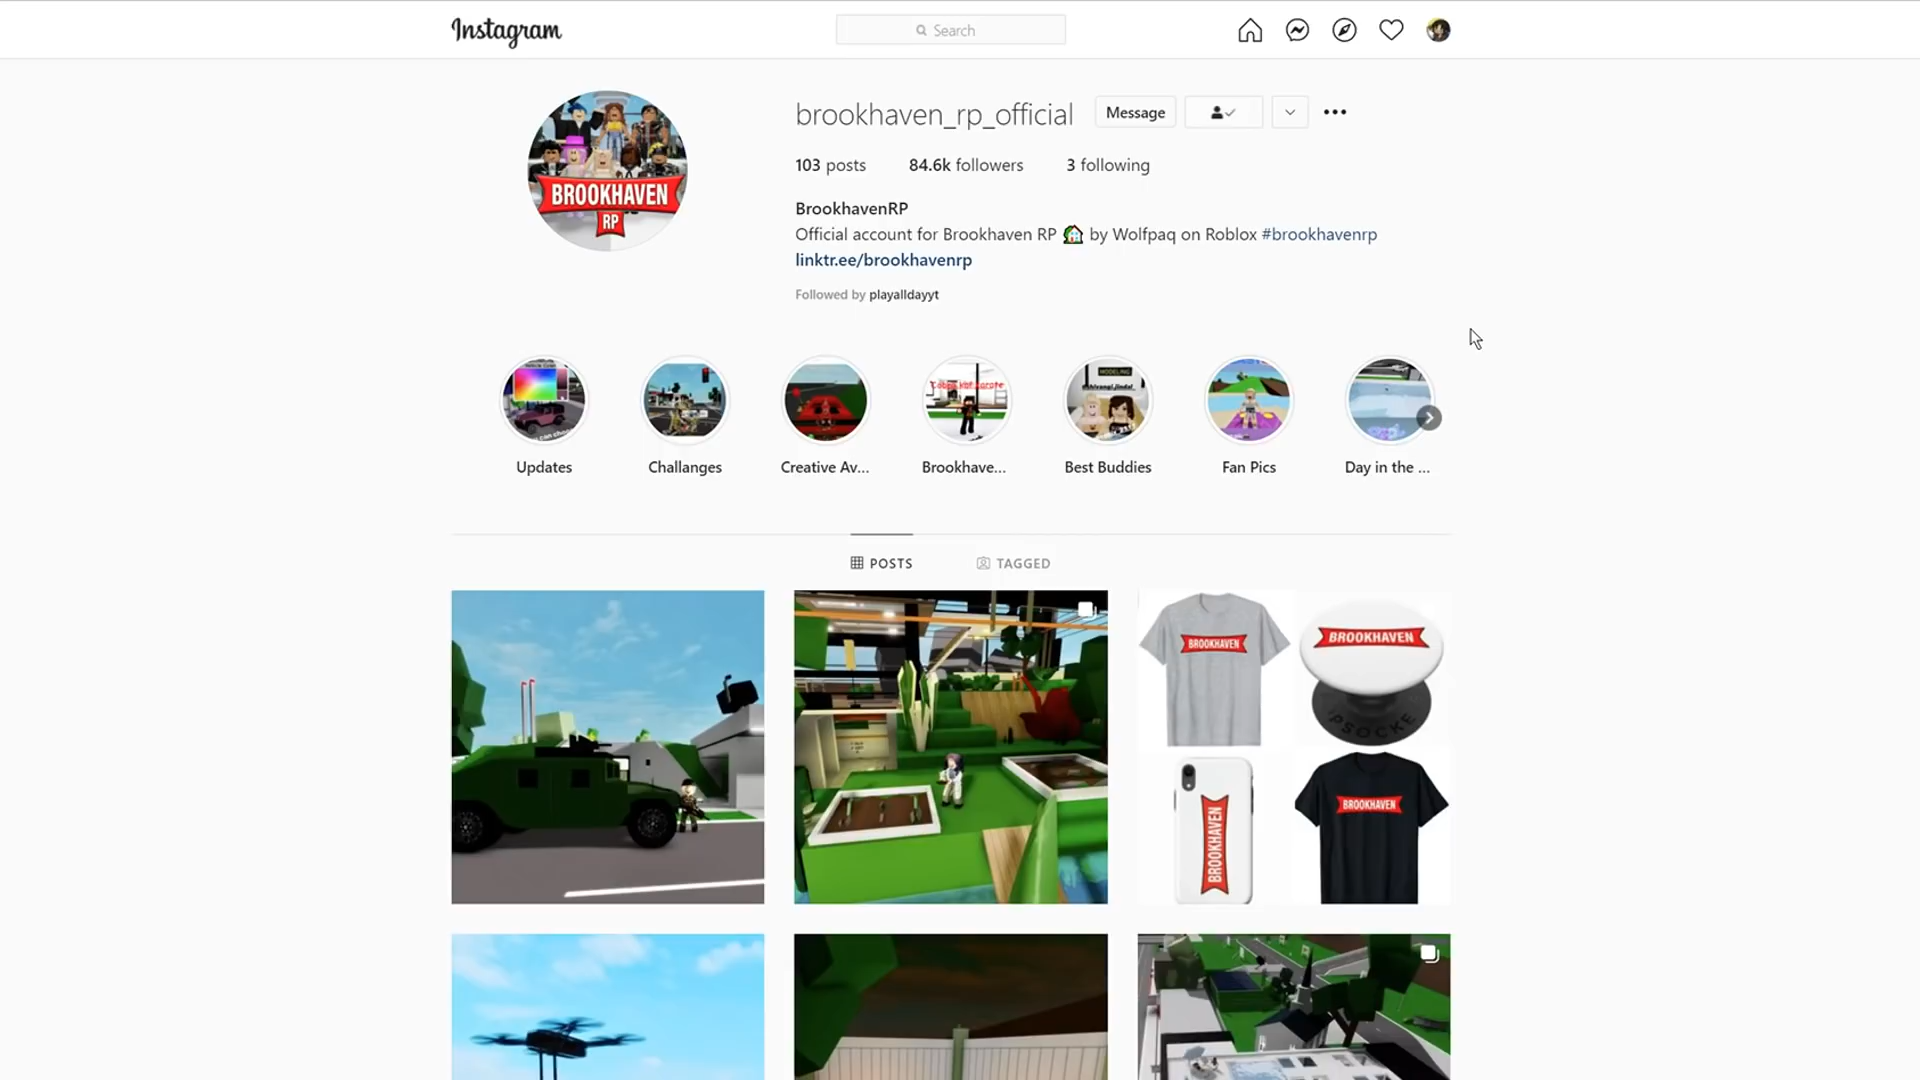 Instagram
Search
brookhaven_rp_official
Message
103 posts
84.6k followers
3 following
BrookhavenRP
Official account for Brookhaven RP 🏡 by Wolfpaq on Roblox #brookhavenrp
linktr.ee/brookhavenrp
Followed by playalldayyt
BROOKHAVEN
RP
MODELING
Updates
Challanges
Creative Av...
Brookhave...
Best Buddies
Fan Pics
Day in the ...
POSTS
TAGGED
BROOKHAVEN
BROOKHAVEN
PSOCKE
BROOKHAVEN
BROOKHAVEN